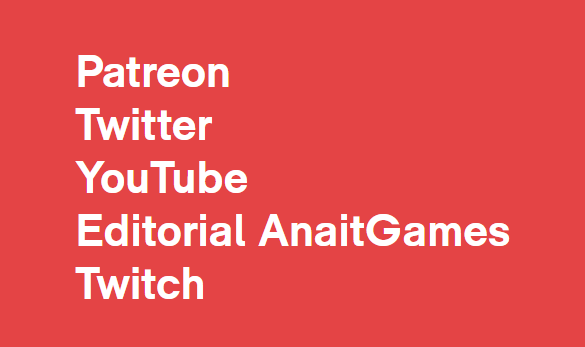 Patreon
Twitter
YouTube
Editorial AnaitGames
Twitch